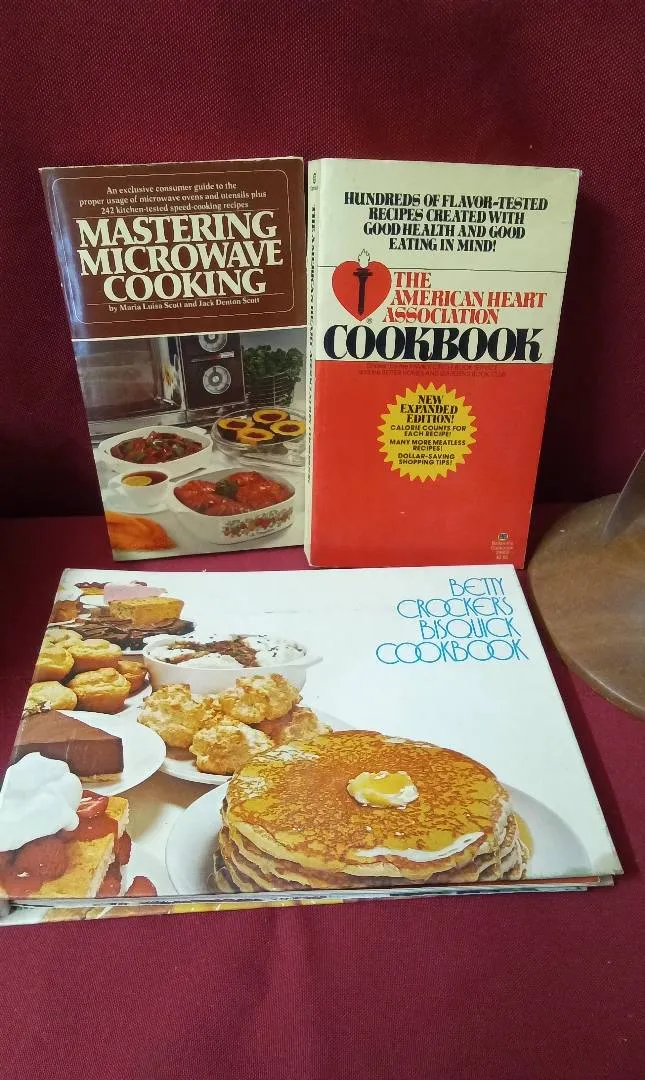 An exclusive consumer guide to the
proper usage of microwave ovens and utensils plus
242 kitchen-tested speed-cooking recipes
MASTERING
MICROWAVE
COOKING
by Maria Luisa Scott and Jack Denton Scott
HUNDREDS OF FLAVOR-TESTED
RECIPES CREATED WITH
GOOD HEALTH AND GOOD
EATING IN MIND!
THE
AMERICAN HEART
ASSOCIATION
COOKBOOK
NEW
EXPANDED
EDITION!
CALORIE COUNTS FOR
EACH RECIPE!
MANY MORE MEATLESS
RECIPES!
DOLLAR-SAVING
SHOPPING TIPS!
Ballantine
BETTY
CROCKER'S
BISQUICK
COOKBOOK